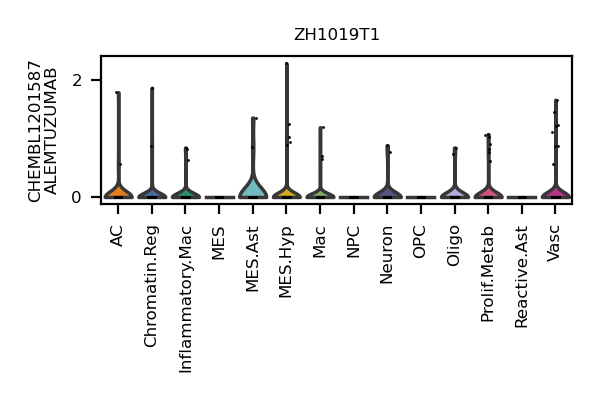 ZH1019T1
CHEMBL1201587
ALEMTUZUMAB
2
0
AC
Chromatin.Reg
Inflammatory.Mac
MES
MES.Ast
MES.Hyp
Mac
NPC
Neuron
OPC
Oligo
Prolif.Metab
Reactive.Ast
Vasc